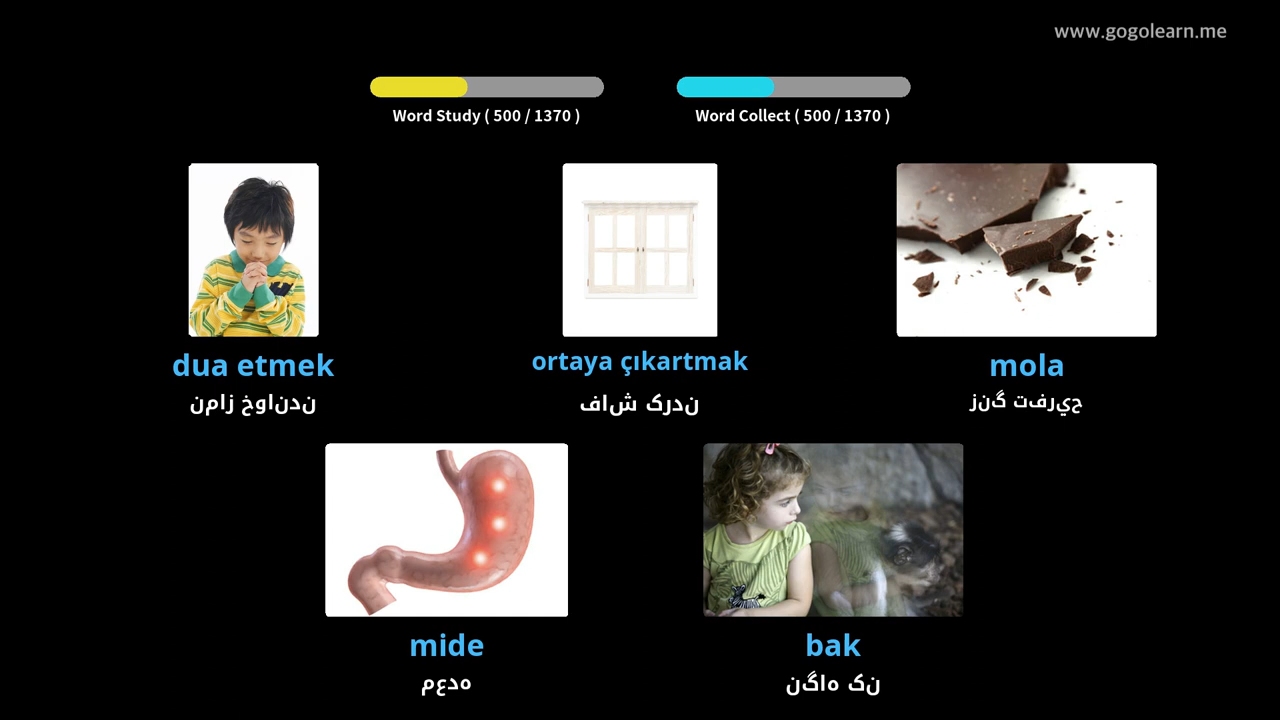 www.gogolearn.me
Word Study ( 500 / 1370 )
Word Collect ( 500 / 1370 )
dua etmek
نماز خواندن
ortaya çıkartmak
فاش کردن
mola
زنگ تفريح
mide
معده
bak
نگاه کن